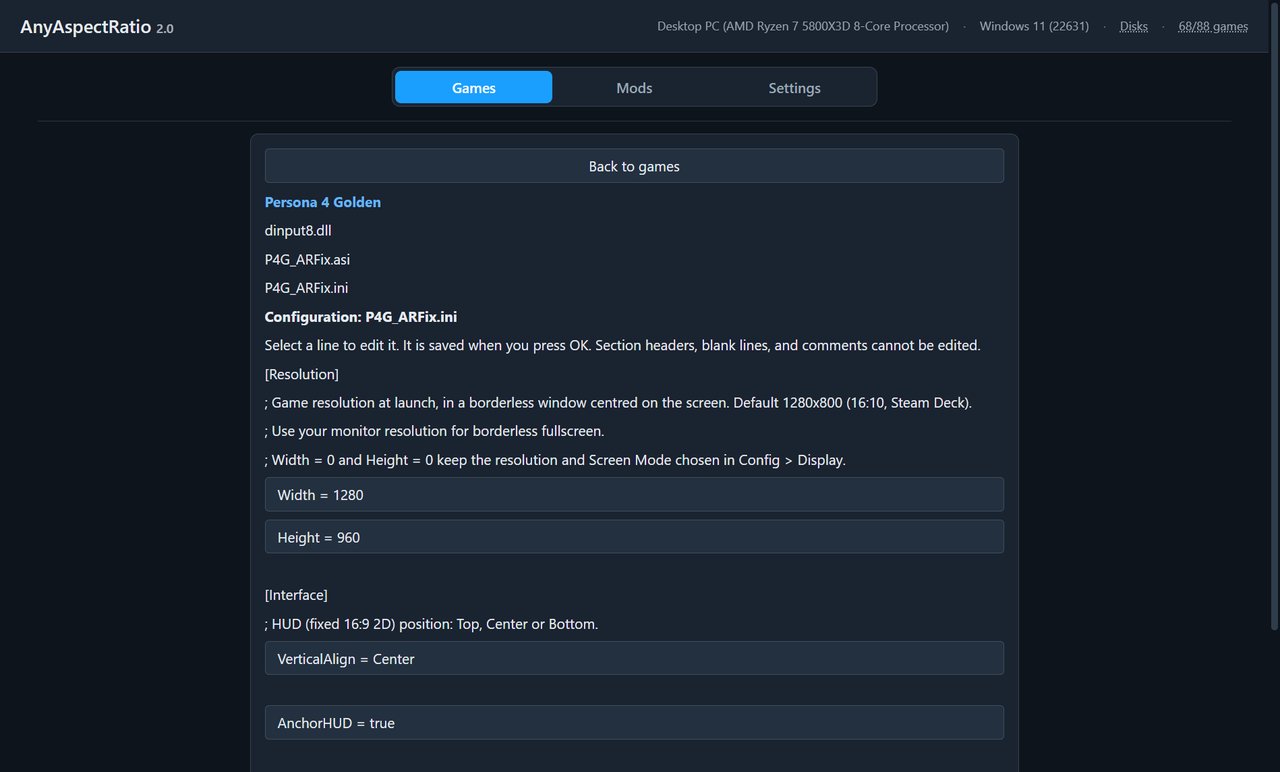 AnyAspectRatio 2.0
Desktop PC (AMD Ryzen 7 5800X3D 8-Core Processor) · Windows 11 (22631) · Disks · 68/88 games
Games Mods Settings
Back to games
Persona 4 Golden
dinput8.dll
P4G_ARFix.asi
P4G_ARFix.ini
Configuration: P4G_ARFix.ini
Select a line to edit it. It is saved when you press OK. Section headers, blank lines, and comments cannot be edited.
[Resolution]
; Game resolution at launch, in a borderless window centred on the screen. Default 1280x800 (16:10, Steam Deck).
; Use your monitor resolution for borderless fullscreen.
; Width = 0 and Height = 0 keep the resolution and Screen Mode chosen in Config > Display.
Width = 1280
Height = 960
[Interface]
; HUD (fixed 16:9 2D) position: Top, Center or Bottom.
VerticalAlign = Center
AnchorHUD = true